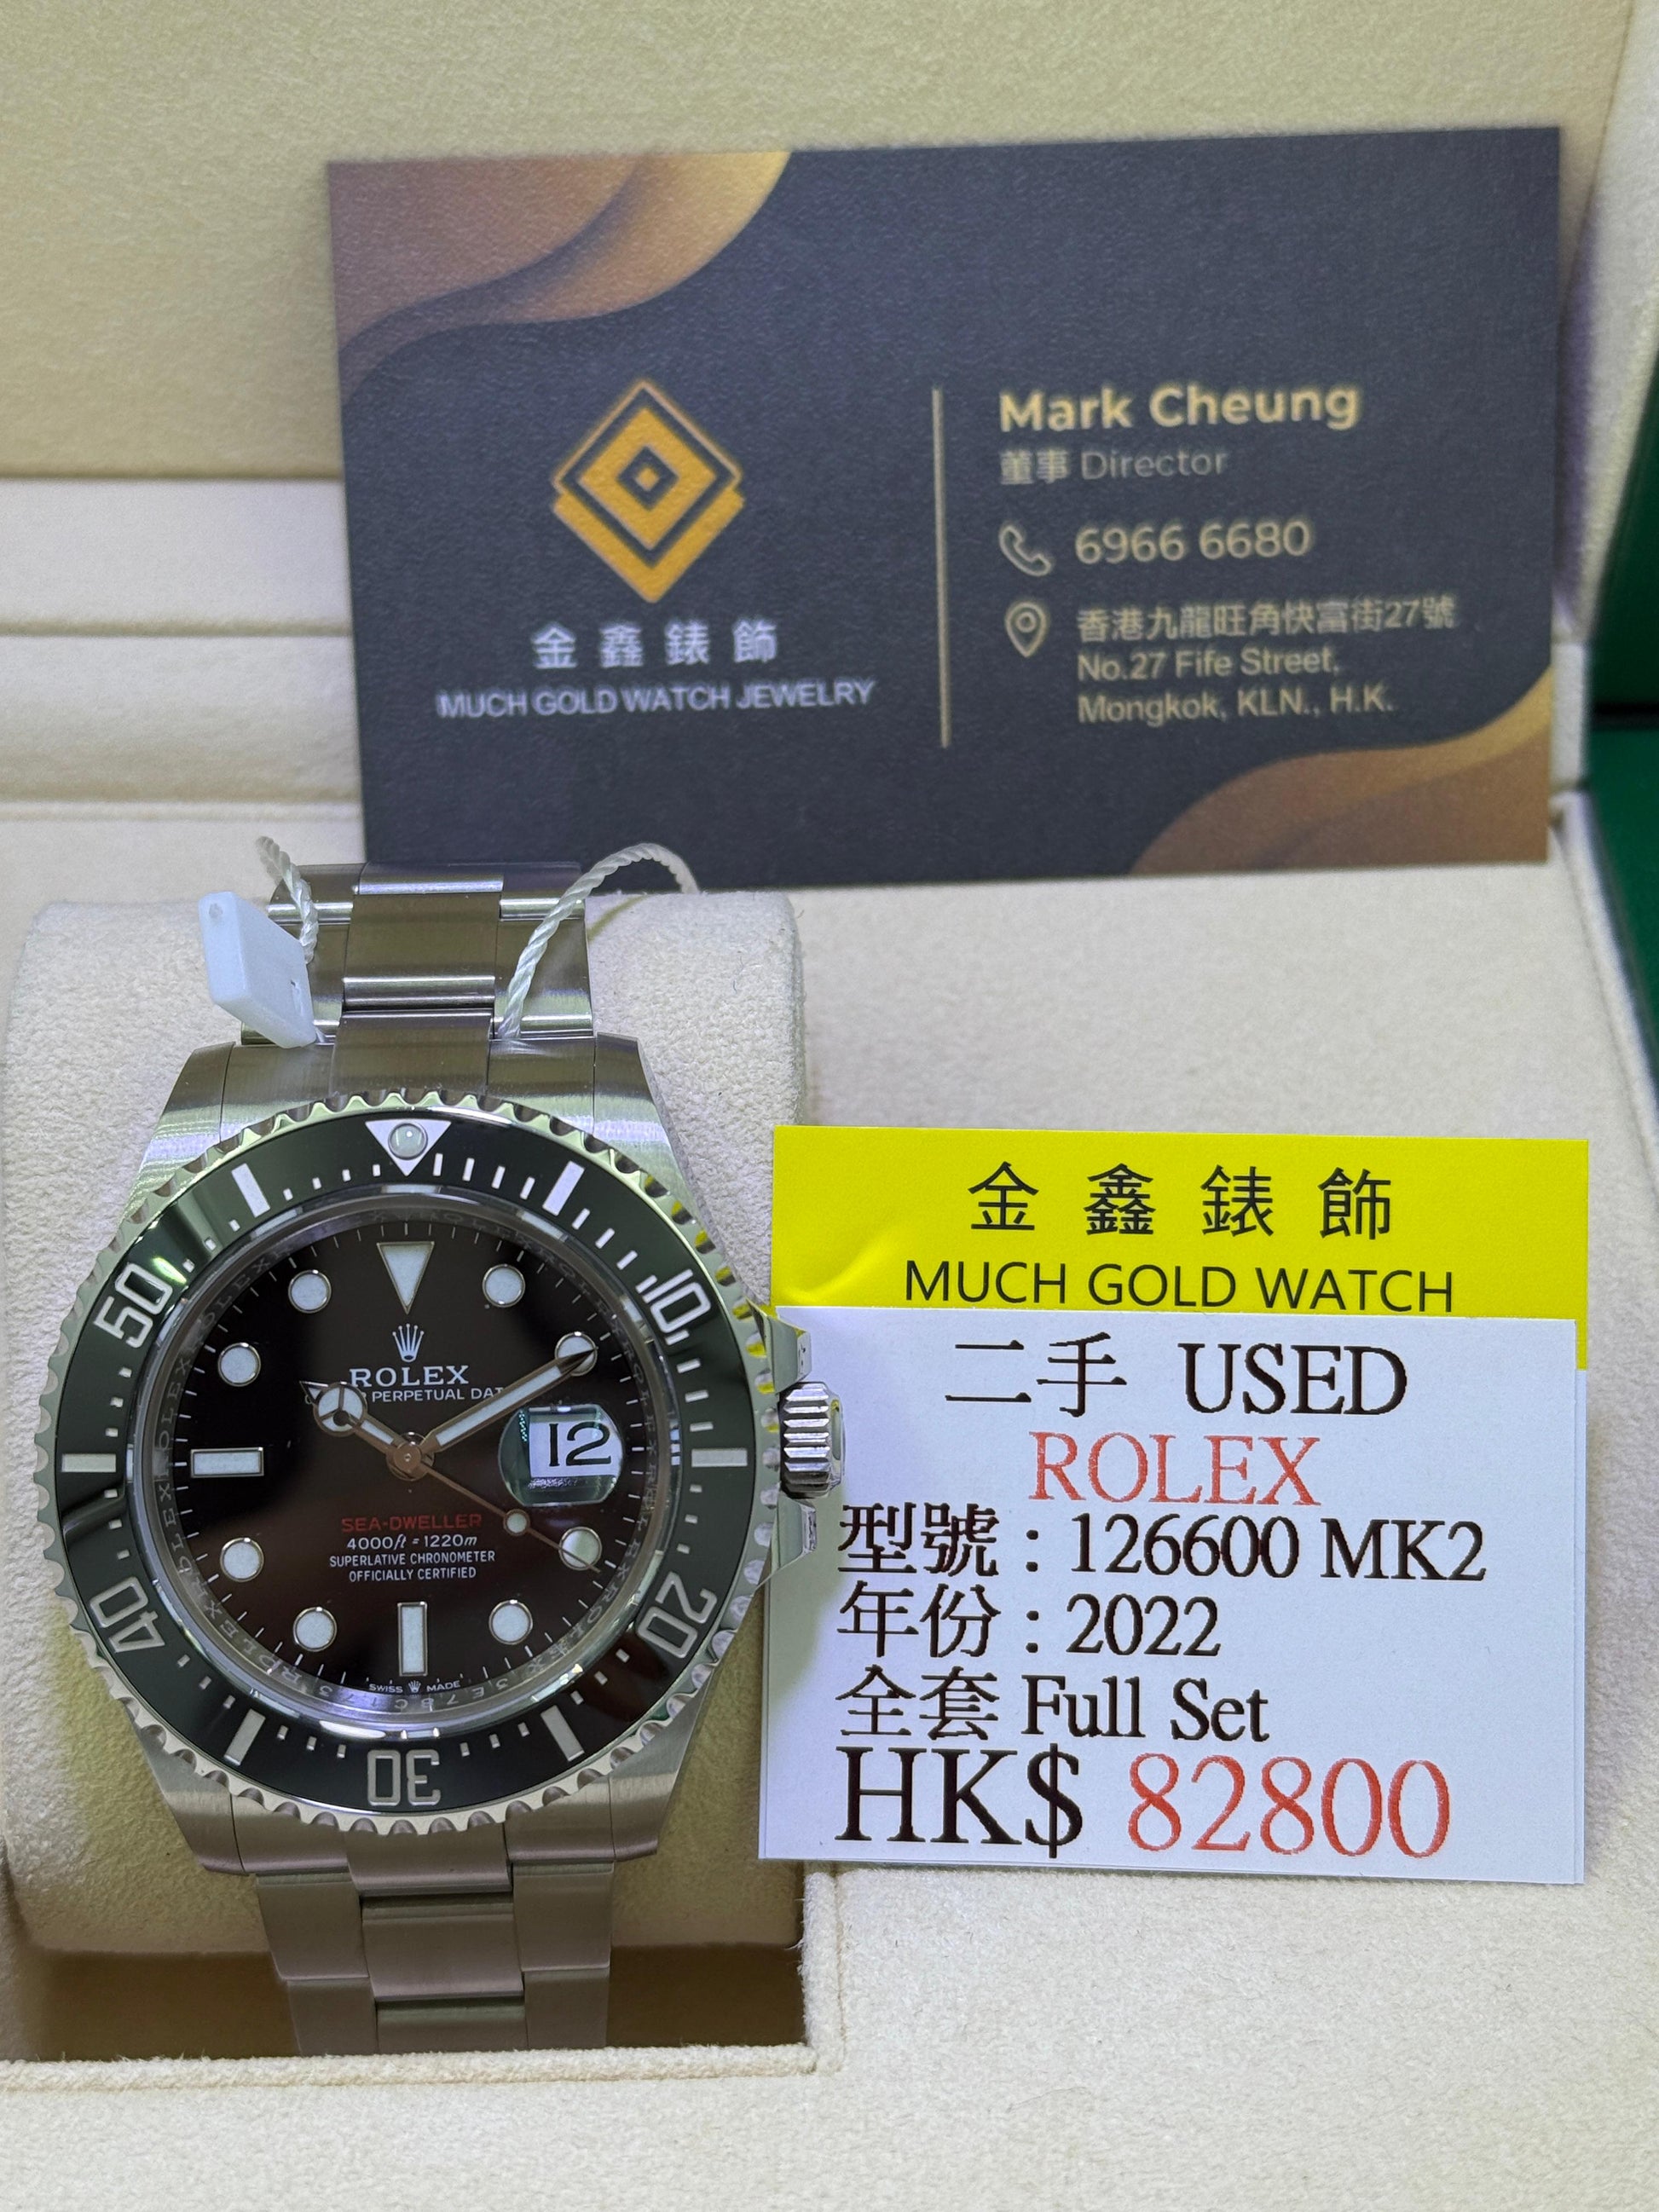 Mark Cheung
董事 Director
6966 6680
香港九龍旺角快富街27號
No.27 Fife Street,
Mongkok, KLN., H.K.
金鑫錶飾
MUCH GOLD WATCH JEWELRY
金鑫錶飾
MUCH GOLD WATCH
二手 USED
ROLEX
型號：126600 MK2
年份：2022
全套 Full Set
HK$ 82800
10
20
30
40
50
ROLEX
PERPETUAL
12
SEA-DWELLER
4000ft = 1220m
SUPERLATIVE CHRONOMETER
OFFICIALLY CERTIFIED
SWISS MADE